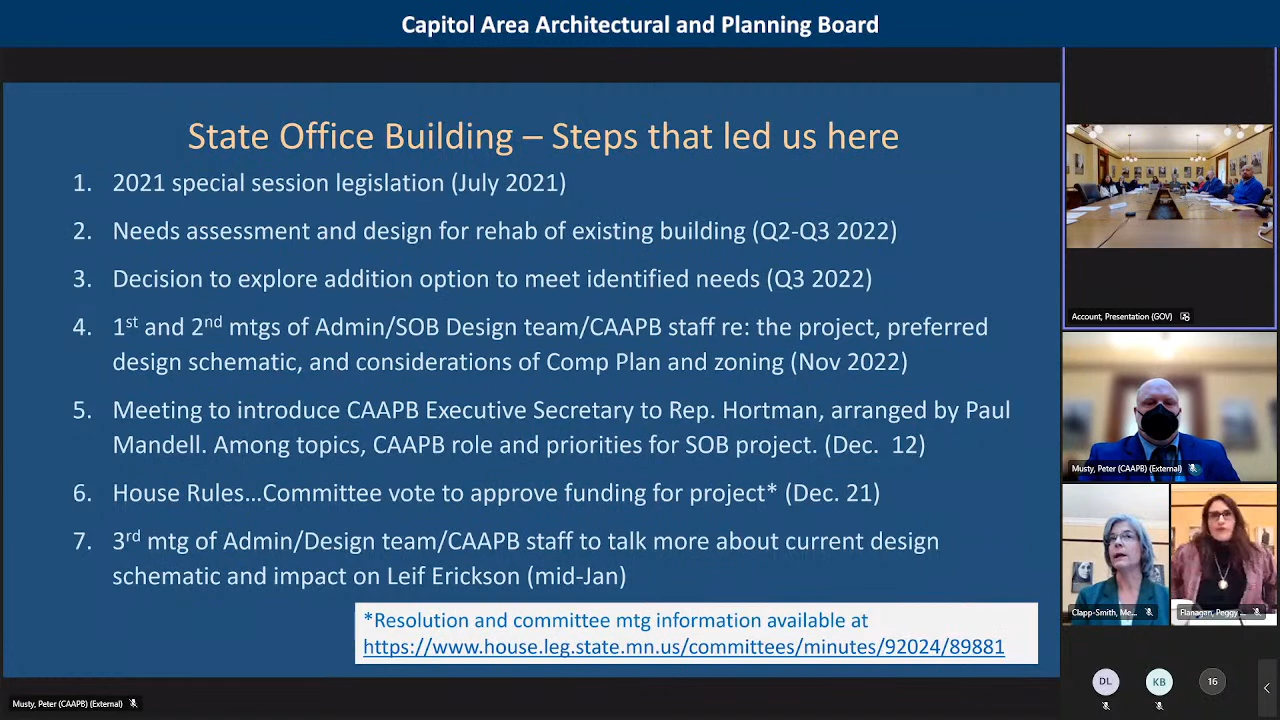 Capitol Area Architectural and Planning Board
State Office Building – Steps that led us here
1. 2021 special session legislation (July 2021)
2. Needs assessment and design for rehab of existing building (Q2-Q3 2022)
3. Decision to explore addition option to meet identified needs (Q3 2022)
4. 1st and 2nd mtgs of Admin/SOB Design team/CAAPB staff re: the project, preferred
design schematic, and considerations of Comp Plan and zoning (Nov 2022)
5. Meeting to introduce CAAPB Executive Secretary to Rep. Hortman, arranged by Paul
Mandell. Among topics, CAAPB role and priorities for SOB project. (Dec. 12)
6. House Rules…Committee vote to approve funding for project* (Dec. 21)
7. 3rd mtg of Admin/Design team/CAAPB staff to talk more about current design
schematic and impact on Leif Erickson (mid-Jan)
*Resolution and committee mtg information available at
https://www.house.leg.state.mn.us/committees/minutes/92024/89881
Musty, Peter (CAAPB) (External)
Account, Presentation (GOV)
Musty, Peter (CAAPB) (External)
Clapp-Smith, Me...
Flanagan, Peggy ...
DL
KB
16